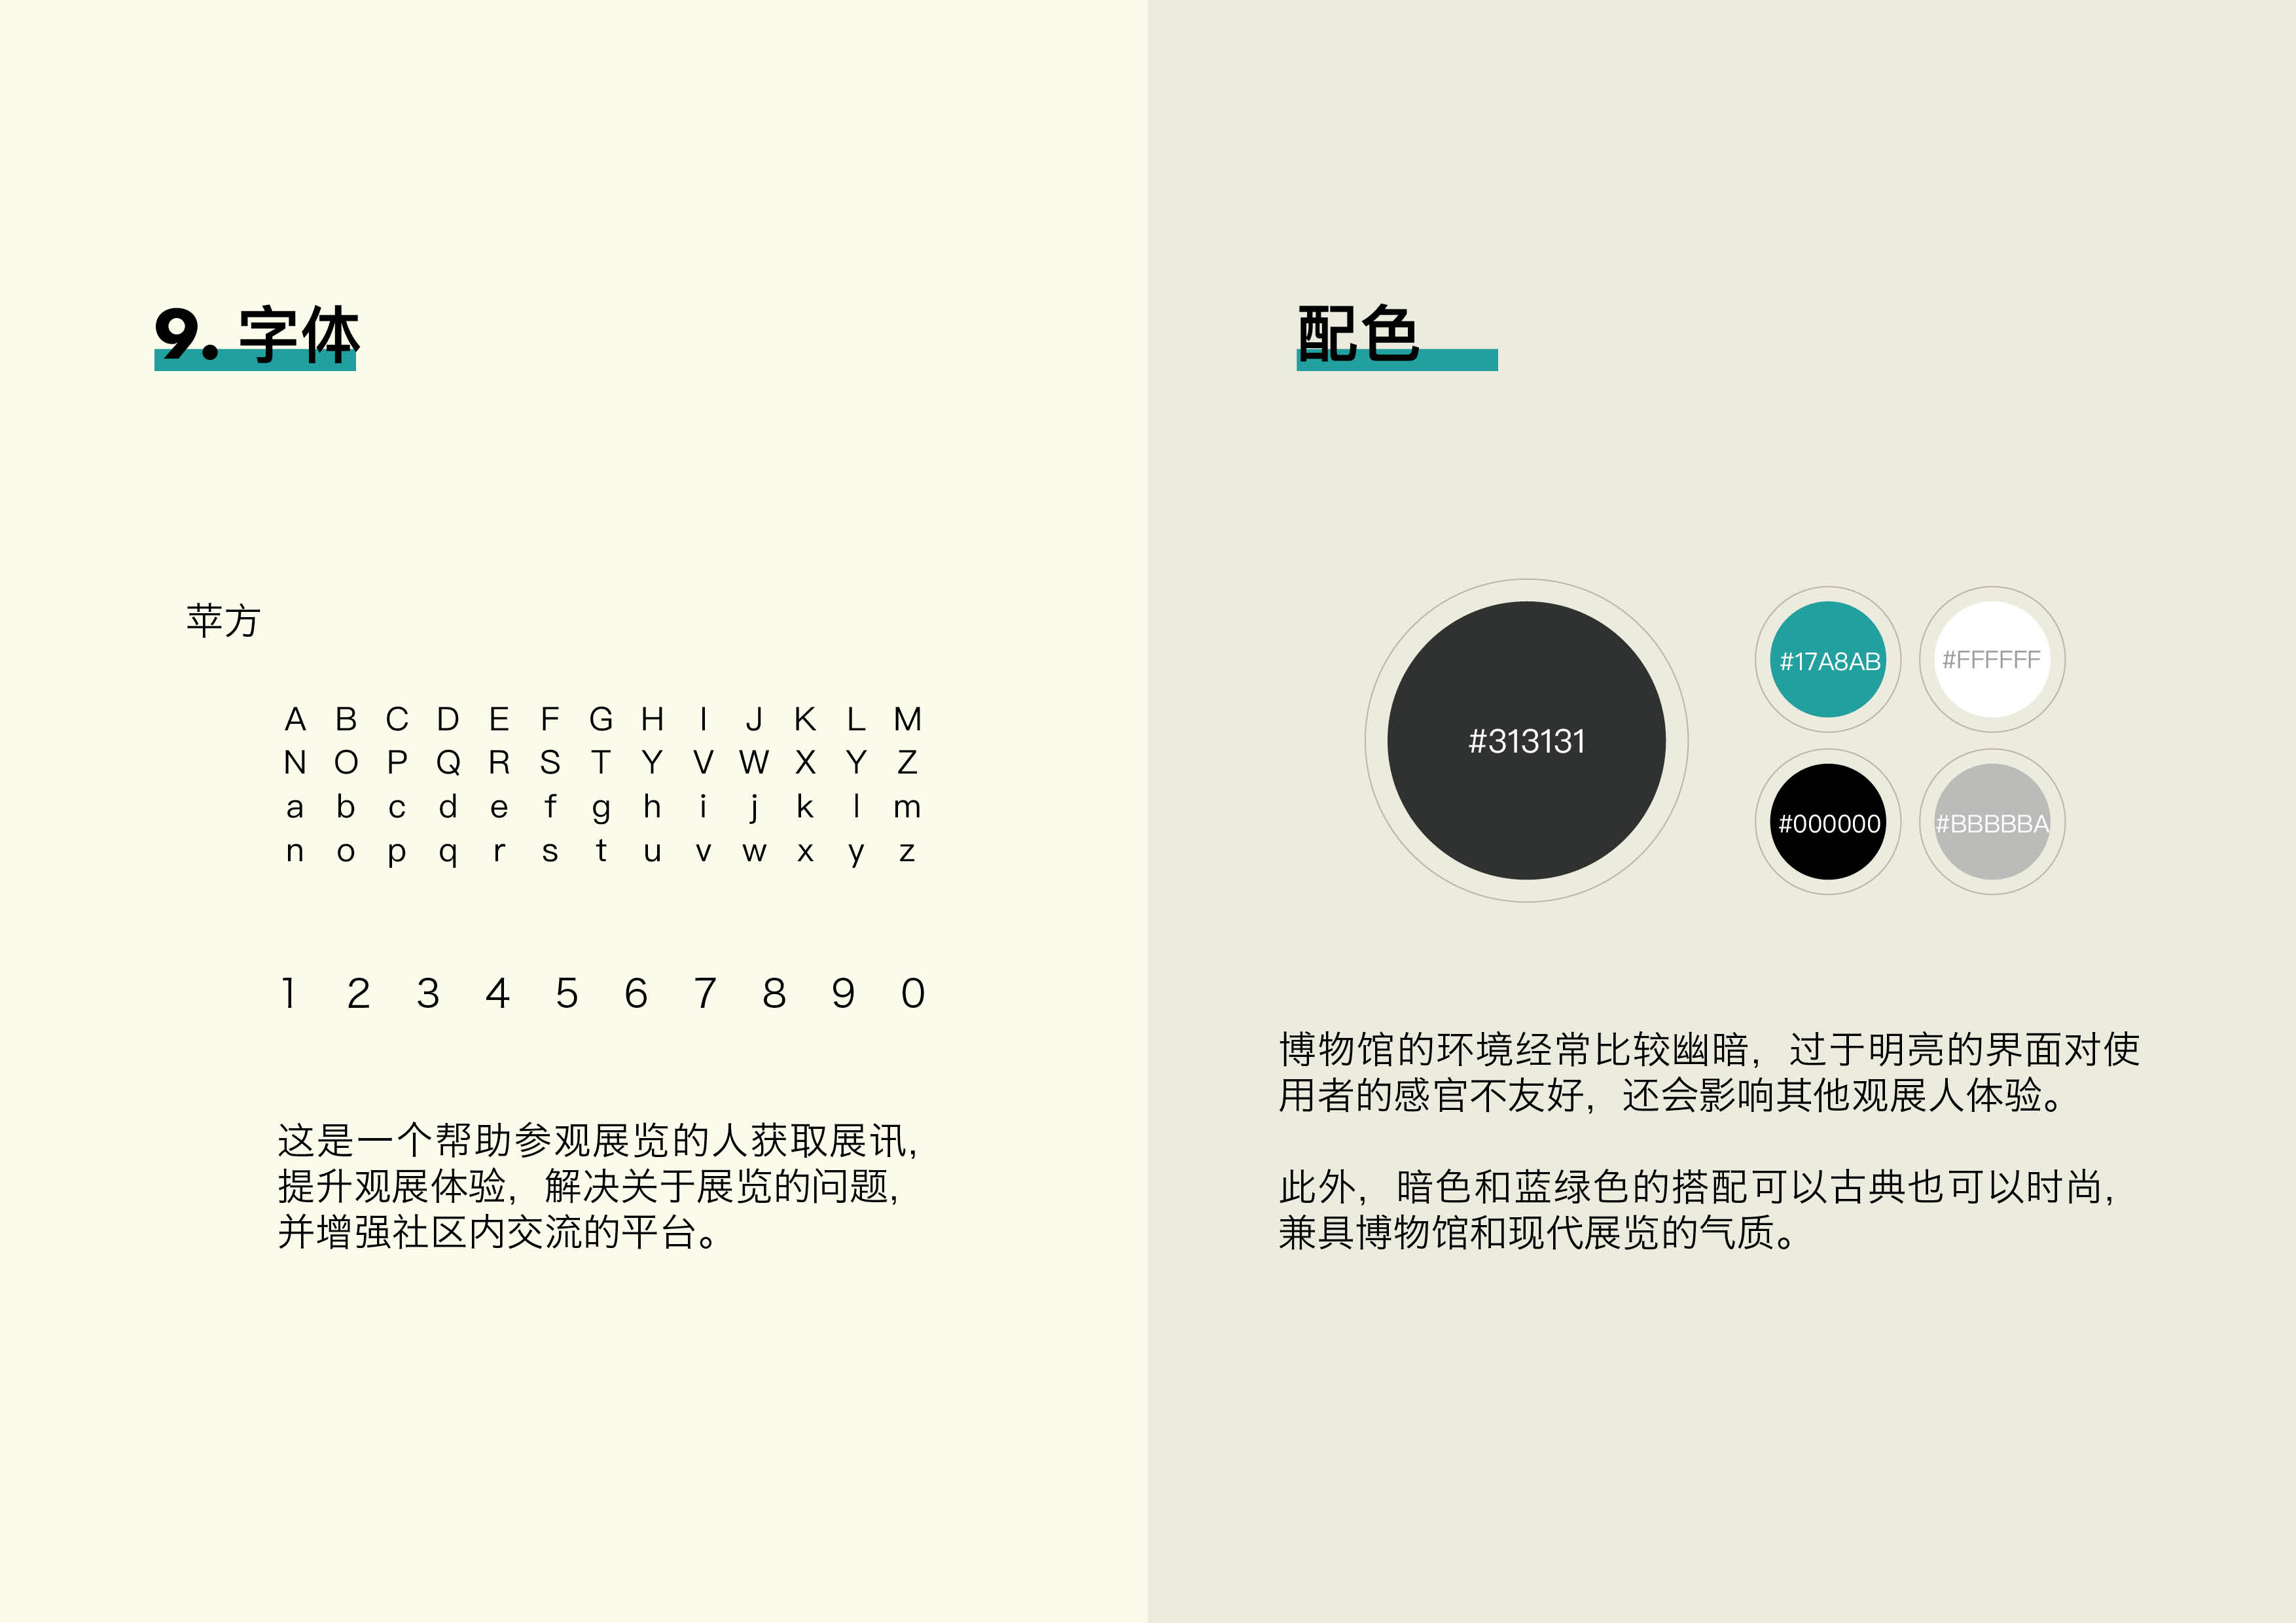 9. 字体
苹方
A B C D E F G H I J K L M
N O P Q R S T Y V W X Y Z
a b c d e f g h i j k l m
n o p q r s t u v w x y z
1 2 3 4 5 6 7 8 9 0
这是一个帮助参观展览的人获取展讯，
提升观展体验，解决关于展览的问题，
并增强社区内交流的平台。
配色
#313131
#17A8AB
#FFFFFF
#000000
#BBBBBA
博物馆的环境经常比较幽暗，过于明亮的界面对使
用者的感官不友好，还会影响其他观展人体验。
此外，暗色和蓝绿色的搭配可以古典也可以时尚，
兼具博物馆和现代展览的气质。